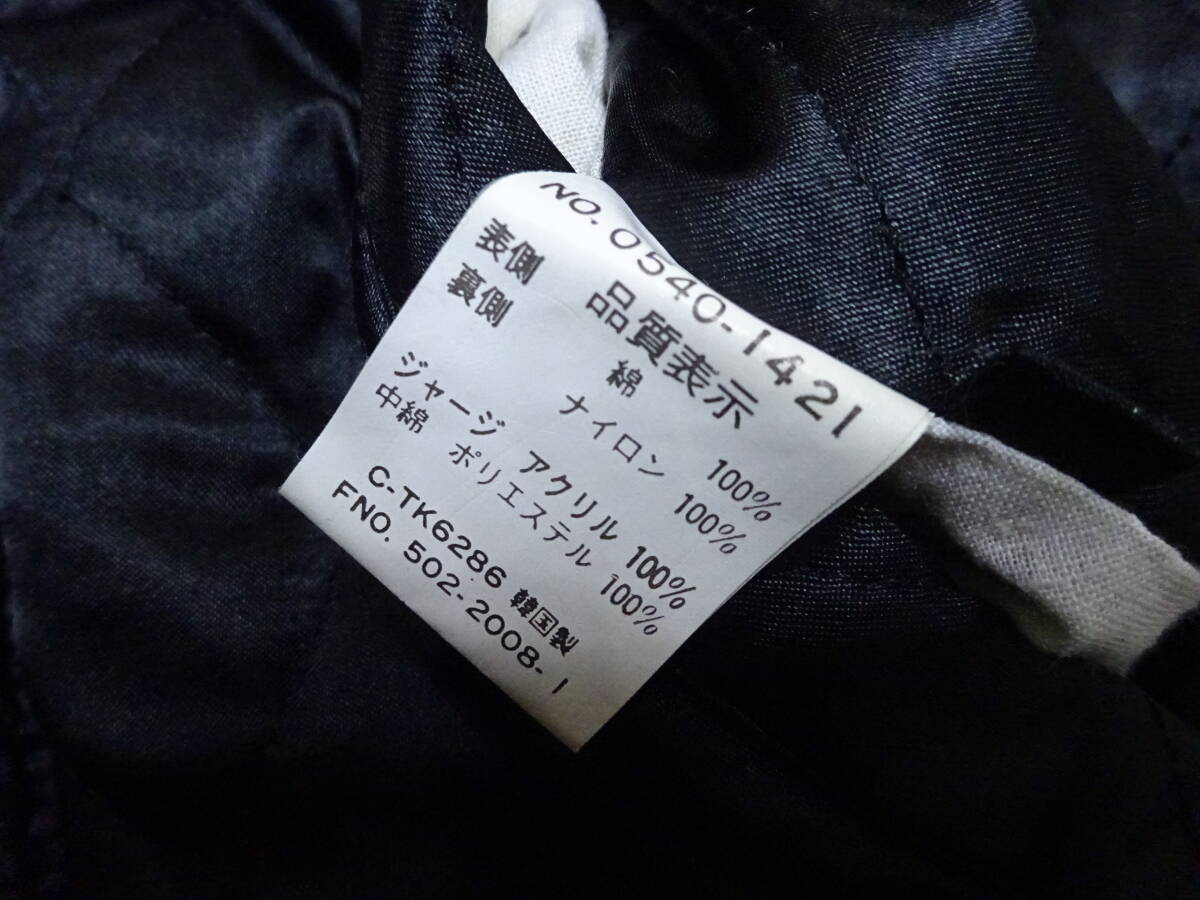 NO. 0540-1421
品質表示
表側 綿 100%
裏側 ナイロン 100%
ジャージ アクリル 100%
中綿 ポリエステル 100%
C-TK6286 韓国製
FNO. 502-2008-1